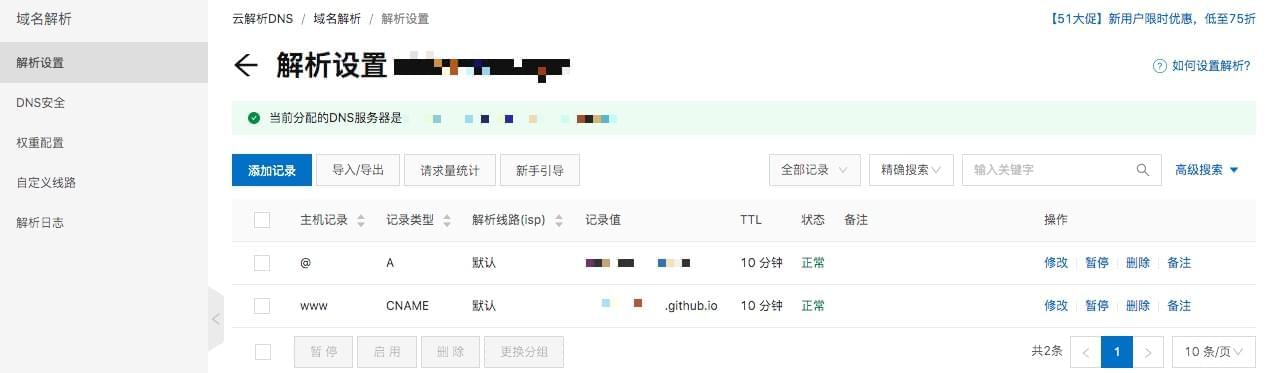 域名解析
解析设置
DNS安全
权重配置
自定义线路
解析日志
云解析DNS / 域名解析 / 解析设置
【51大促】新用户限时优惠，低至75折
解析设置
如何设置解析?
当前分配的DNS服务器是
添加记录 导入/导出 请求量统计 新手引导 全部记录 精确搜索 输入关键字 高级搜索
主机记录 记录类型 解析线路(isp) 记录值 TTL 状态 备注 操作
@ A 默认 10 分钟 正常 修改 暂停 删除 备注
www CNAME 默认 .github.io 10 分钟 正常 修改 暂停 删除 备注
暂停 启用 删除 更换分组 共2条 1 10 条/页